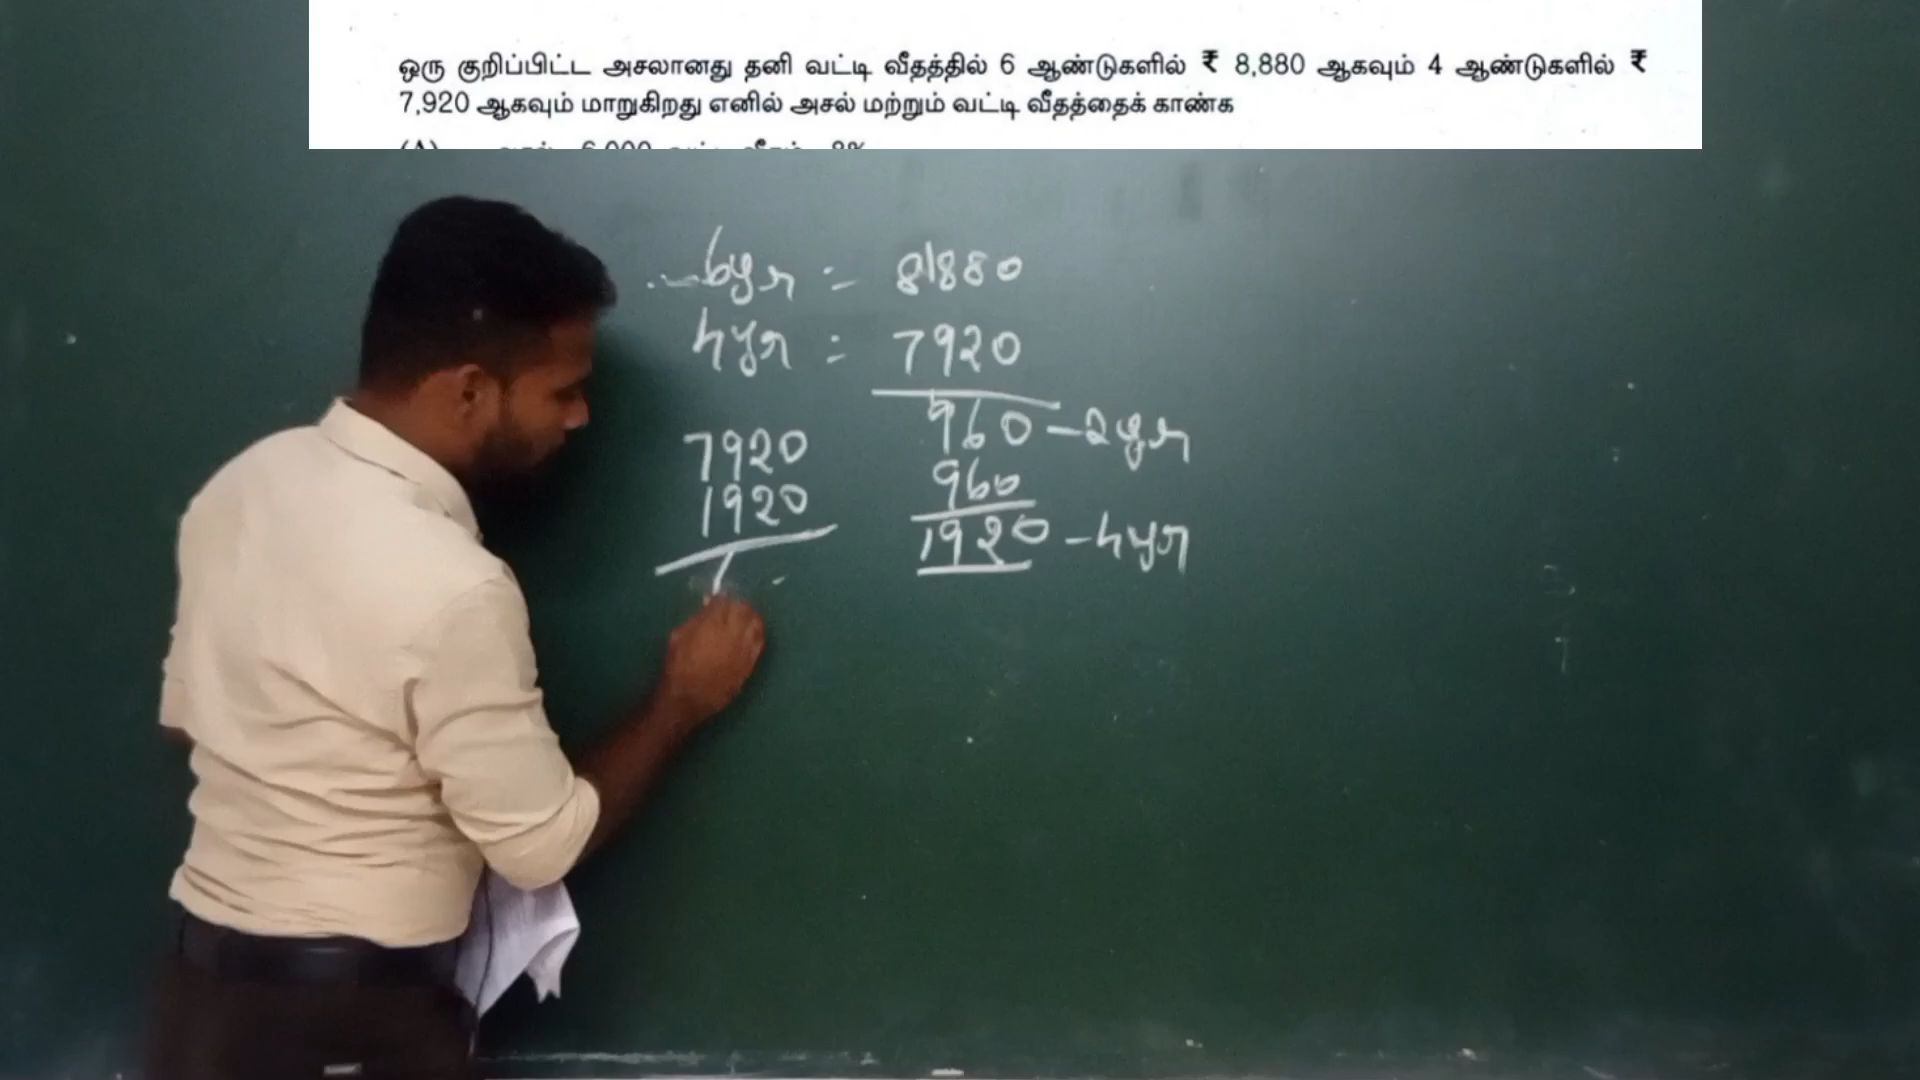 ஒரு குறிப்பிட்ட அசலானது தனி வட்டி வீதத்தில் 6 ஆண்டுகளில் ₹ 8,880 ஆகவும் 4 ஆண்டுகளில் ₹
7,920 ஆகவும் மாறுகிறது எனில் அசல் மற்றும் வட்டி வீதத்தைக் காண்க
6yr = 8880
4yr = 7920
960 - 2yr
960
1920 - 4yr
7920
1920